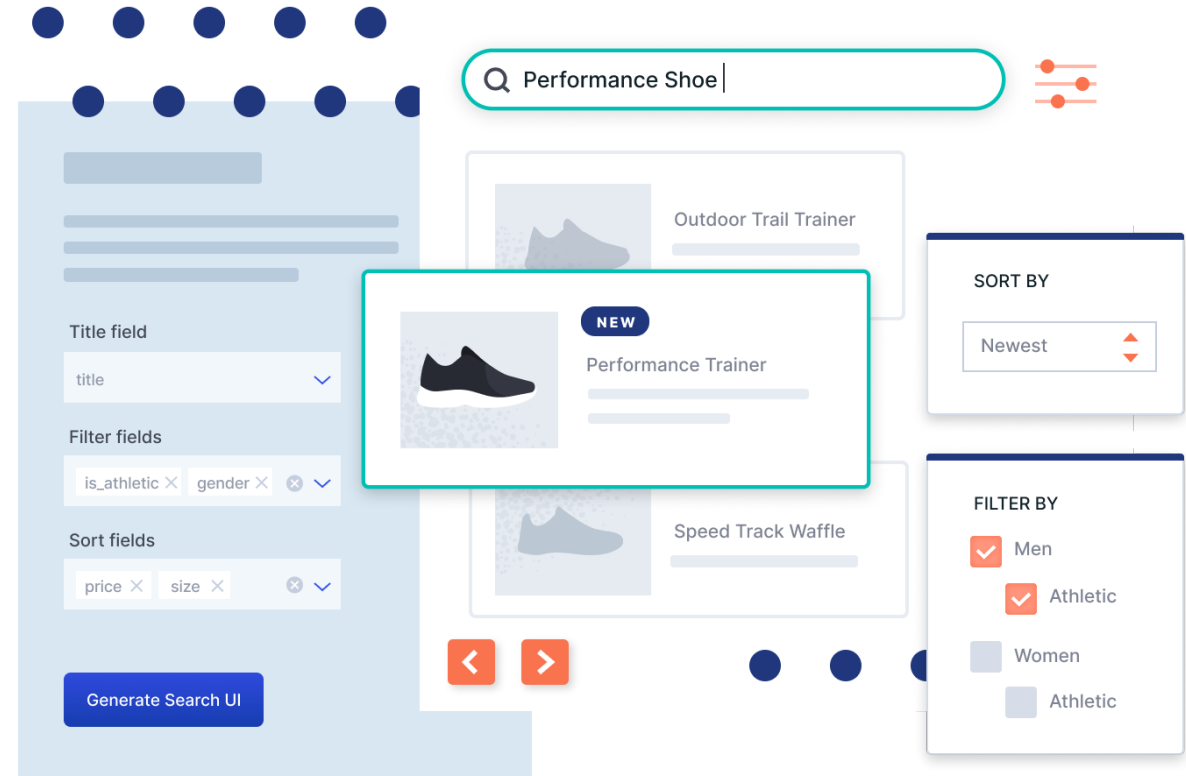 Performance Shoe
Title field
title
Filter fields
is_athletic gender
Sort fields
price size
Generate Search UI
Outdoor Trail Trainer
NEW
Performance Trainer
Speed Track Waffle
SORT BY
Newest
FILTER BY
Men
Athletic
Women
Athletic